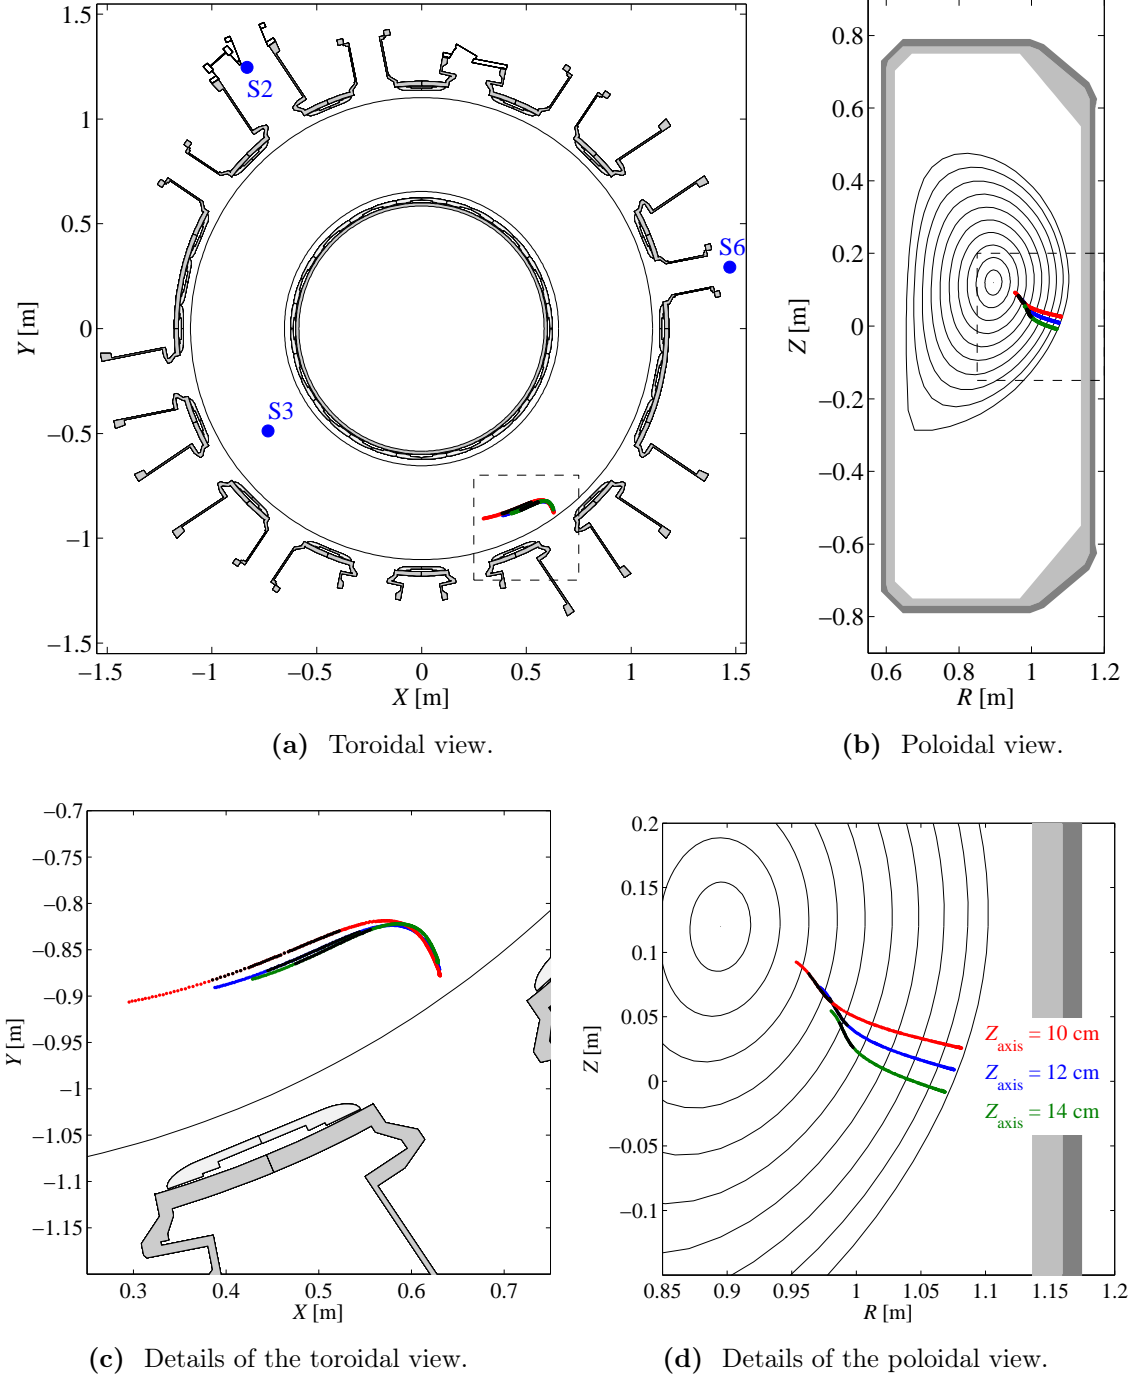 1.5
1
0.5
0
−0.5
−1
−1.5
Y [m]
−1.5 −1 −0.5 0 0.5 1 1.5
X [m]
S2
S6
S3
0.8
0.6
0.4
0.2
0
−0.2
−0.4
−0.6
−0.8
Z [m]
0.6 0.8 1 1.2
R [m]
(a) Toroidal view.
(b) Poloidal view.
−0.7
−0.75
−0.8
−0.85
−0.9
−0.95
−1
−1.05
−1.1
−1.15
Y [m]
0.3 0.4 0.5 0.6 0.7
X [m]
0.2
0.15
0.1
0.05
0
−0.05
−0.1
Z [m]
Zaxis = 10 cm
Zaxis = 12 cm
Zaxis = 14 cm
0.85 0.9 0.95 1 1.05 1.1 1.15 1.2
R [m]
(c) Details of the toroidal view.
(d) Details of the poloidal view.